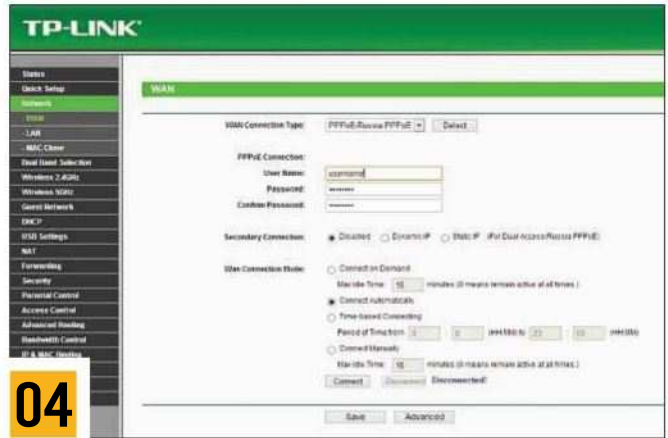 TP-LINK
Status
Quick Setup
Network
- WAN
- LAN
- MAC Clone
Dual Band Selection
Wireless 2.4GHz
Wireless 5GHz
Guest Network
DHCP
USB Settings
NAT
Forwarding
Security
Parental Control
Access Control
Advanced Routing
Bandwidth Control
IP & MAC Binding
WAN
WAN Connection Type: PPPoE/Russia PPPoE Detect
PPPoE Connection:
User Name: username
Password: ••••••••
Confirm Password: ••••••••
Secondary Connection: Disabled Dynamic IP Static IP (For Dual Access/Russia PPPoE)
Wan Connection Mode: Connect on Demand
Max Idle Time: 15 minutes (0 means remain active at all times.)
Connect Automatically
Time-based Connecting
Period of Time:from 0 : 0 (HH:MM) to 23 : 59 (HH:MM)
Connect Manually
Max Idle Time: 15 minutes (0 means remain active at all times.)
Connect Disconnect Disconnected!
Save Advanced
04